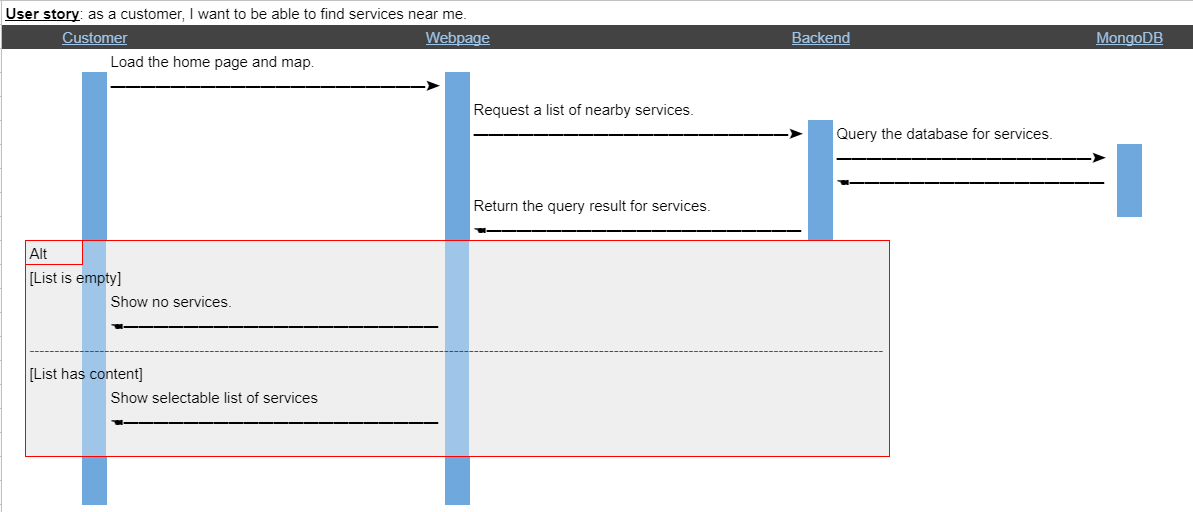 User story: as a customer, I want to be able to find services near me.
Customer Webpage Backend MongoDB
Load the home page and map.
Request a list of nearby services.
Query the database for services.
Return the query result for services.
Alt
[List is empty]
Show no services.
[List has content]
Show selectable list of services